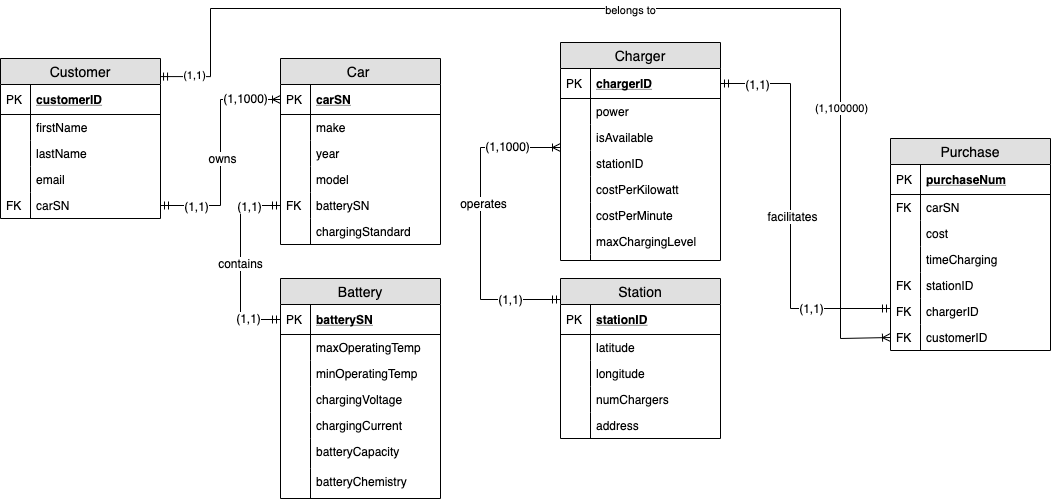 belongs to
Customer
(1,1)
PK customerID
firstName
lastName
email
FK carSN
(1,1)
owns
(1,1000)
Car
PK carSN
make
year
model
FK batterySN
chargingStandard
(1,1)
contains
(1,1)
Battery
PK batterySN
maxOperatingTemp
minOperatingTemp
chargingVoltage
chargingCurrent
batteryCapacity
batteryChemistry
Charger
PK chargerID
power
isAvailable
stationID
costPerKilowatt
costPerMinute
maxChargingLevel
(1,1000)
operates
(1,1)
Station
PK stationID
latitude
longitude
numChargers
address
(1,1)
facilitates
(1,1)
(1,100000)
Purchase
PK purchaseNum
FK carSN
cost
timeCharging
FK stationID
FK chargerID
FK customerID